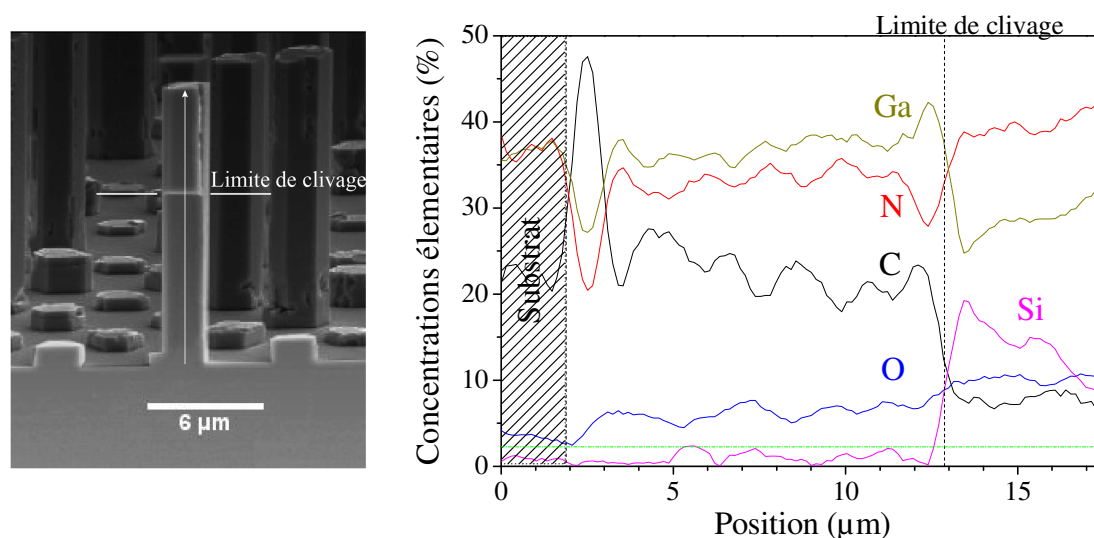 Limite de clivage
6 µm
Limite de clivage
Concentrations élementaires (%)
50
40
30
20
10
0
Substrat
Ga
N
C
Si
O
0
5
10
15
Position (µm)